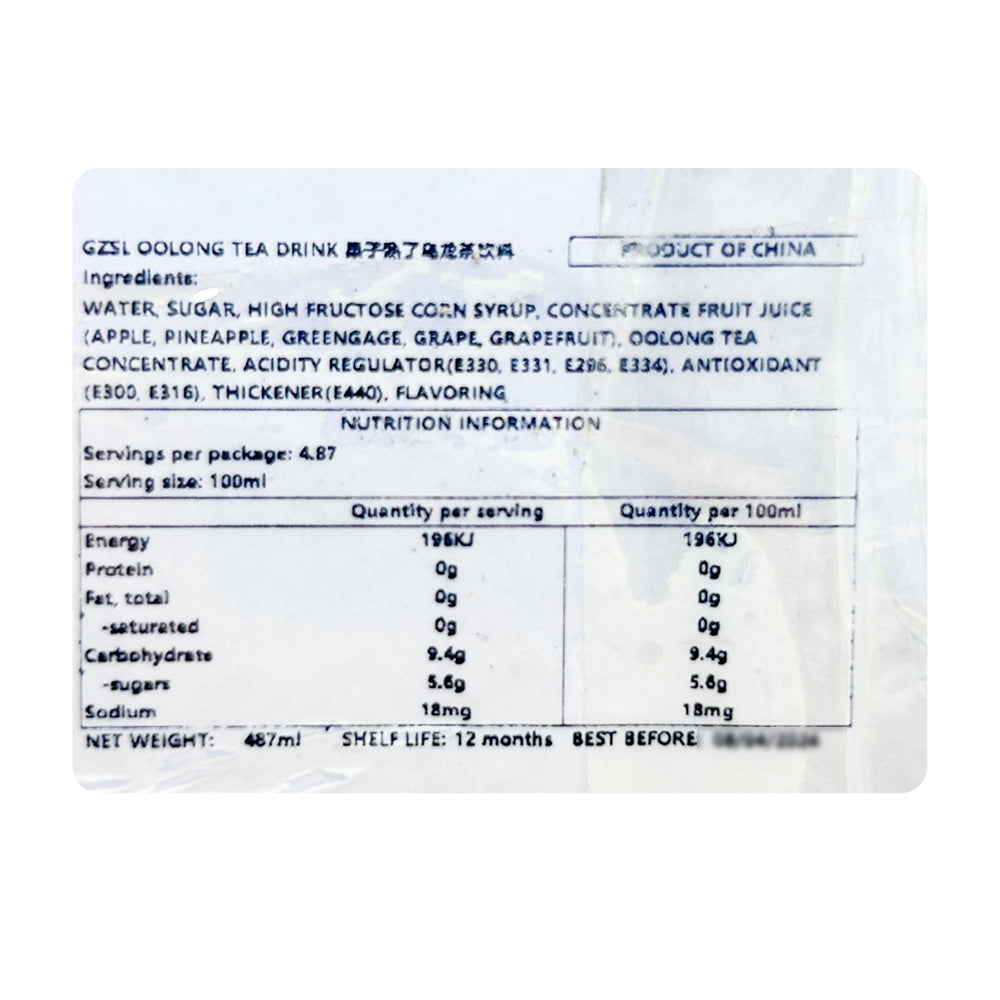 GZSL OOLONG TEA DRINK 果子熟了乌龙茶饮料
PRODUCT OF CHINA
Ingredients:
WATER, SUGAR, HIGH FRUCTOSE CORN SYRUP, CONCENTRATE FRUIT JUICE
(APPLE, PINEAPPLE, GREENGAGE, GRAPE, GRAPEFRUIT), OOLONG TEA
CONCENTRATE, ACIDITY REGULATOR(E330, E331, E296, E334), ANTIOXIDANT
(E300, E316), THICKENER(E440), FLAVORING
NUTRITION INFORMATION
Servings per package: 4.87
Serving size: 100ml
Quantity per serving Quantity per 100ml
Energy 196KJ 196KJ
Protein 0g 0g
Fat, total 0g 0g
-saturated 0g 0g
Carbohydrate 9.4g 9.4g
-sugars 5.6g 5.6g
Sodium 18mg 18mg
NET WEIGHT: 487ml SHELF LIFE: 12 months BEST BEFORE